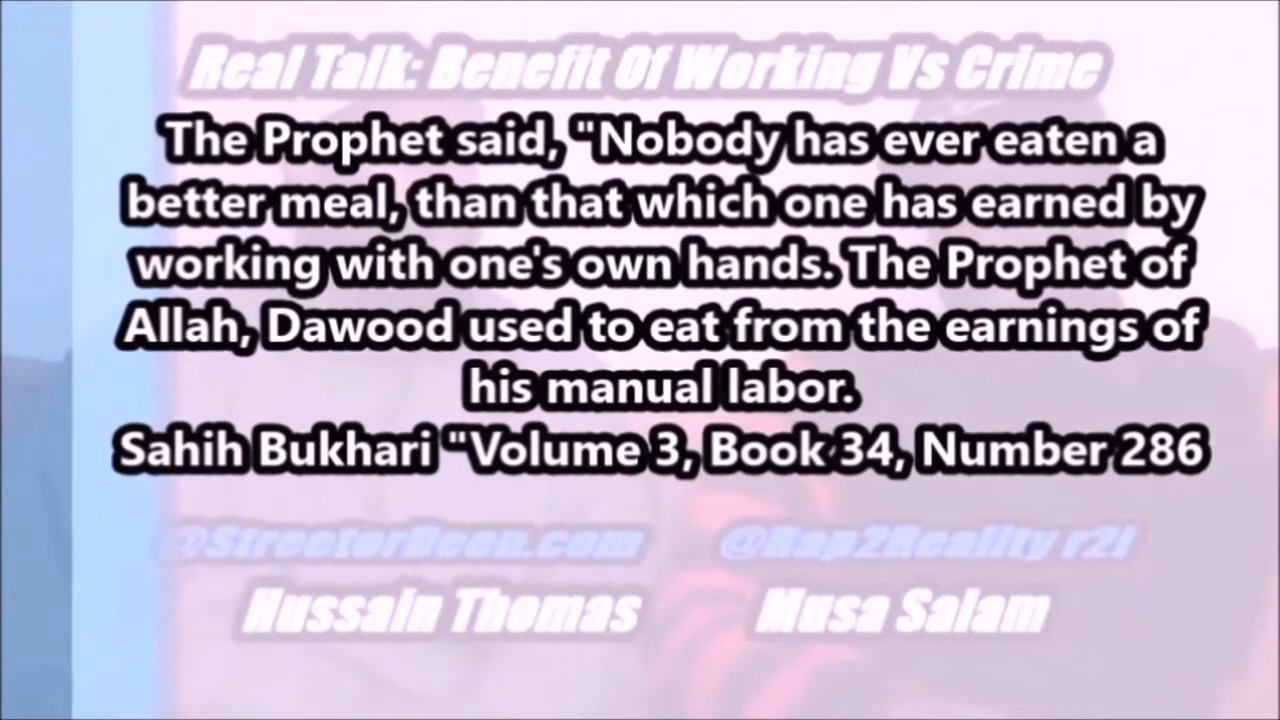 Real Talk: Benefit Of Working Vs Crime
The Prophet said, "Nobody has ever eaten a
better meal, than that which one has earned by
working with one's own hands. The Prophet of
Allah, Dawood used to eat from the earnings of
his manual labor.
Sahih Bukhari "Volume 3, Book 34, Number 286
@StreetorDeen.com @Rap2Reality r2l
Hussain Thomas Musa Salam